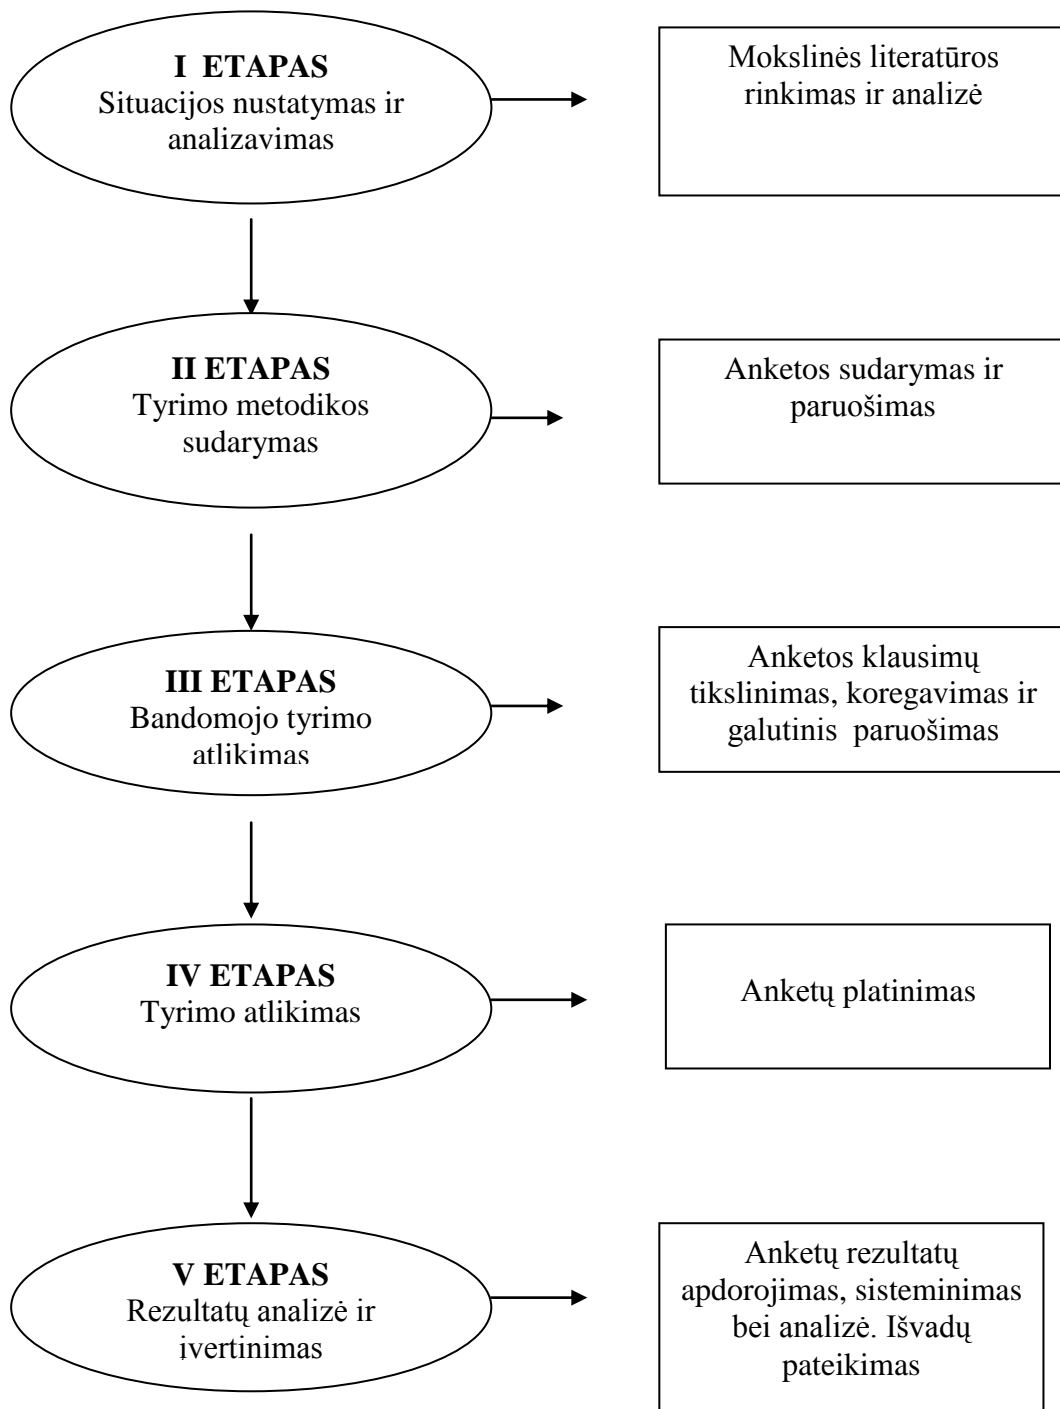 I ETAPAS
Situacijos nustatymas ir
analizavimas
Mokslinės literatūros
rinkimas ir analizė
II ETAPAS
Tyrimo metodikos
sudarymas
Anketos sudarymas ir
paruošimas
III ETAPAS
Bandomojo tyrimo
atlikimas
Anketos klausimų
tikslinimas, koregavimas ir
galutinis paruošimas
IV ETAPAS
Tyrimo atlikimas
Anketų platinimas
V ETAPAS
Rezultatų analizė ir
įvertinimas
Anketų rezultatų
apdorojimas, sisteminimas
bei analizė. Išvadų
pateikimas